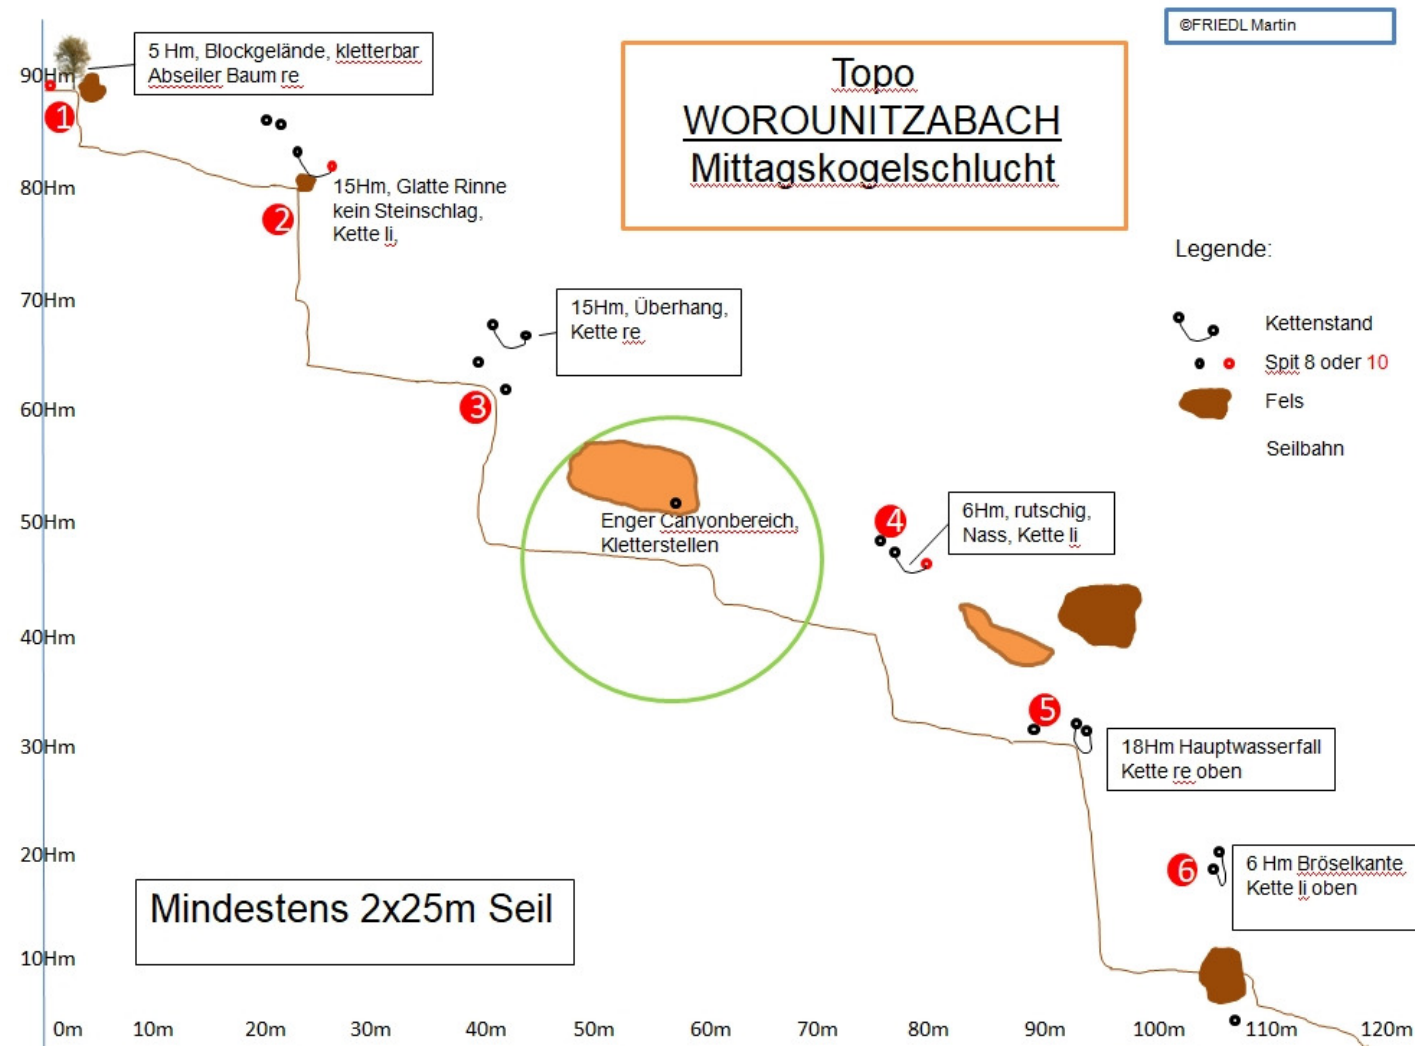 ©FRIEDL Martin
Topo
WOROUNITZABACH
Mittagskogelschlucht
5 Hm, Blockgelände, kletterbar
Abseiler Baum re
90Hm
1
80Hm
15Hm, Glatte Rinne
kein Steinschlag,
Kette li,
2
Legende:
Kettenstand
Spit 8 oder 10
Fels
Seilbahn
70Hm
15Hm, Überhang,
Kette re
60Hm
3
50Hm
Enger Canyonbereich,
Kletterstellen
4
6Hm, rutschig,
Nass, Kette li
40Hm
5
30Hm
18Hm Hauptwasserfall
Kette re oben
20Hm
6
6 Hm Bröselkante
Kette li oben
Mindestens 2x25m Seil
10Hm
0m 10m 20m 30m 40m 50m 60m 70m 80m 90m 100m 110m 120m